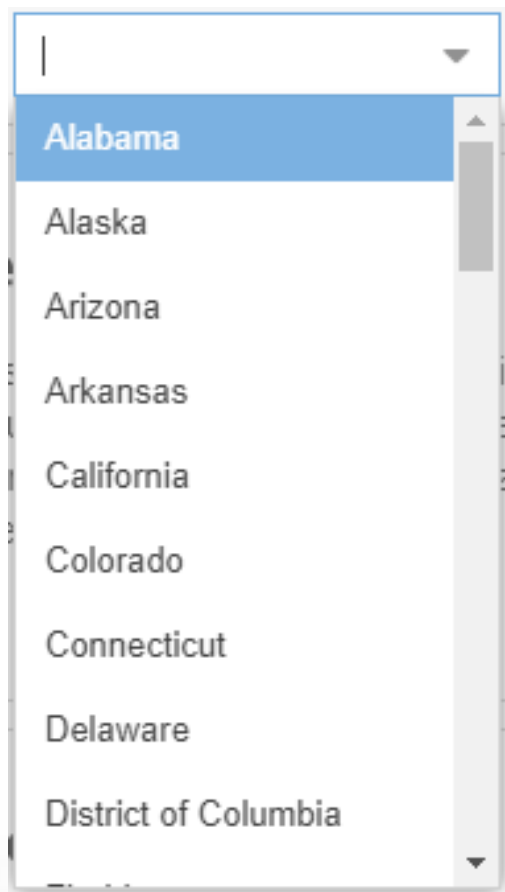 Alabama
Alaska
Arizona
Arkansas
California
Colorado
Connecticut
Delaware
District of Columbia